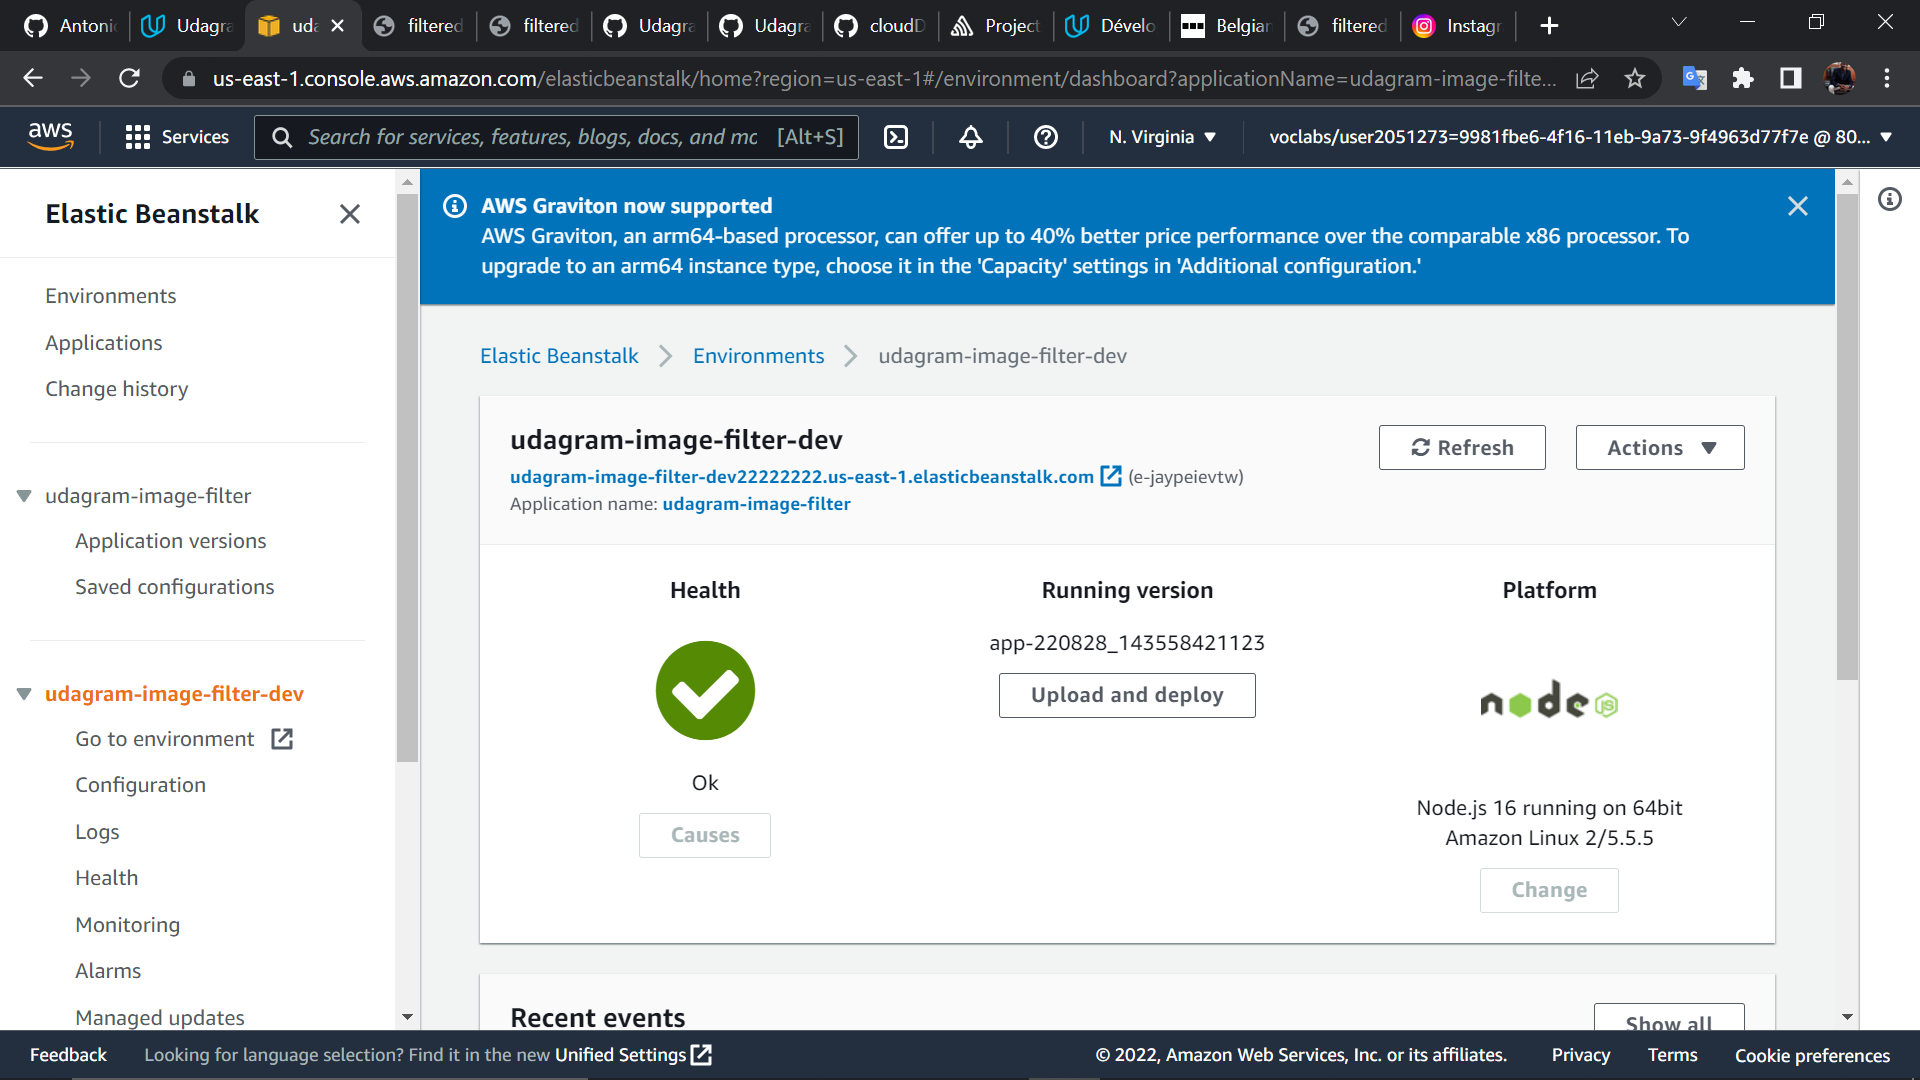 Antonio
Udagra
uda
filtered
filtered
Udagra
Udagra
cloudD
Project
Dévelo
Belgian
filtered
Instagr
us-east-1.console.aws.amazon.com/elasticbeanstalk/home?region=us-east-1#/environment/dashboard?applicationName=udagram-image-filte...
aws
Services
Search for services, features, blogs, docs, and mo
[Alt+S]
N. Virginia
voclabs/user2051273=9981fbe6-4f16-11eb-9a73-9f4963d77f7e @ 80...
Elastic Beanstalk
Environments
Applications
Change history
udagram-image-filter
Application versions
Saved configurations
udagram-image-filter-dev
Go to environment
Configuration
Logs
Health
Monitoring
Alarms
Managed updates
AWS Graviton now supported
AWS Graviton, an arm64-based processor, can offer up to 40% better price performance over the comparable x86 processor. To
upgrade to an arm64 instance type, choose it in the 'Capacity' settings in 'Additional configuration.'
Elastic Beanstalk
Environments
udagram-image-filter-dev
udagram-image-filter-dev
Refresh
Actions
udagram-image-filter-dev22222222.us-east-1.elasticbeanstalk.com (e-jaypeievtw)
Application name: udagram-image-filter
Health
Ok
Causes
Running version
app-220828_143558421123
Upload and deploy
Platform
node
JS
Node.js 16 running on 64bit
Amazon Linux 2/5.5.5
Change
Recent events
Show all
Feedback
Looking for language selection? Find it in the new Unified Settings
© 2022, Amazon Web Services, Inc. or its affiliates.
Privacy
Terms
Cookie preferences